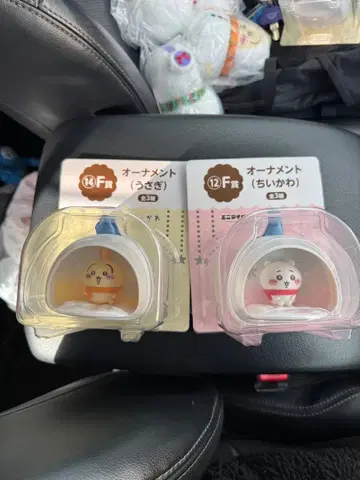 ⑭F賞
オーナメント
(うさぎ)
全3種
⑫F賞
オーナメント
(ちいかわ)
全3種